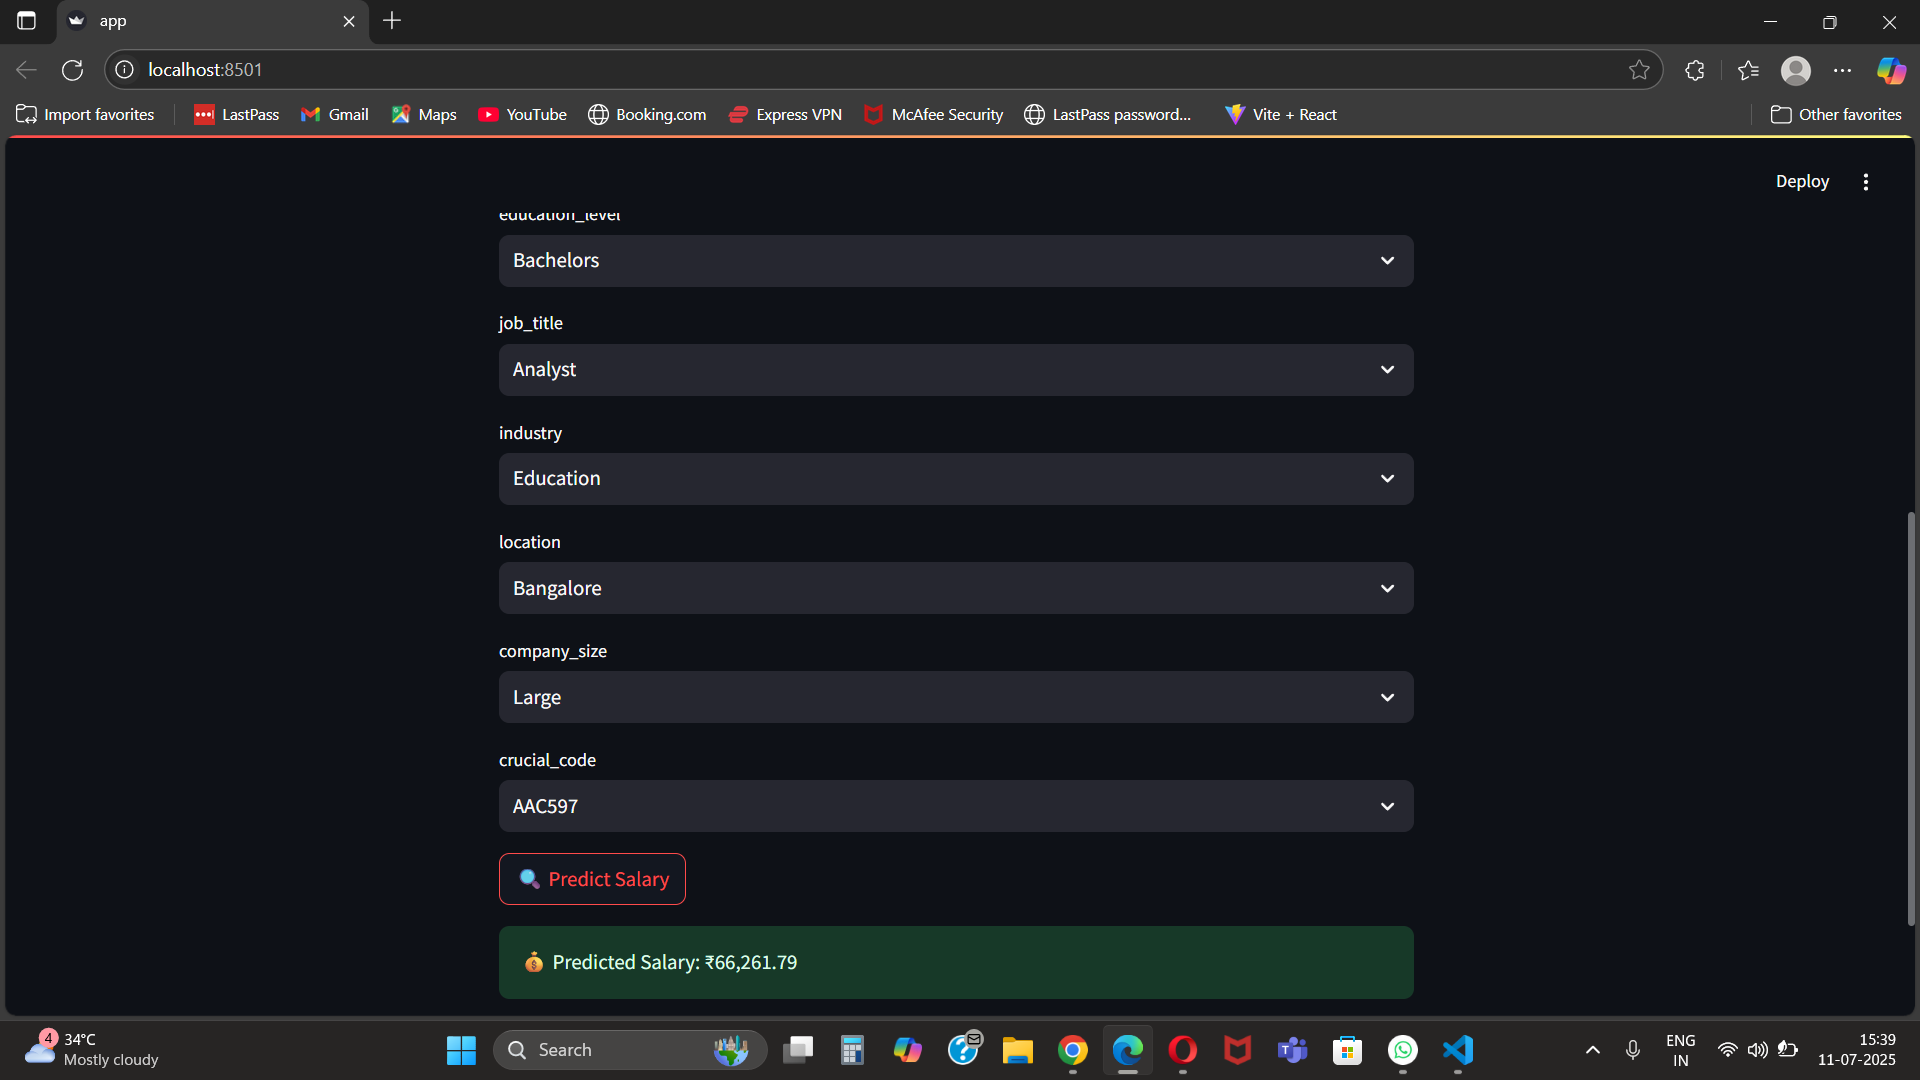 app
localhost:8501
Import favorites
LastPass
Gmail
Maps
YouTube
Booking.com
Express VPN
McAfee Security
LastPass password...
Vite + React
Other favorites
Deploy
education_level
Bachelors
job_title
Analyst
industry
Education
location
Bangalore
company_size
Large
crucial_code
AAC597
Predict Salary
Predicted Salary: ₹66,261.79
4
34°C
Mostly cloudy
Search
ENG
IN
15:39
11-07-2025